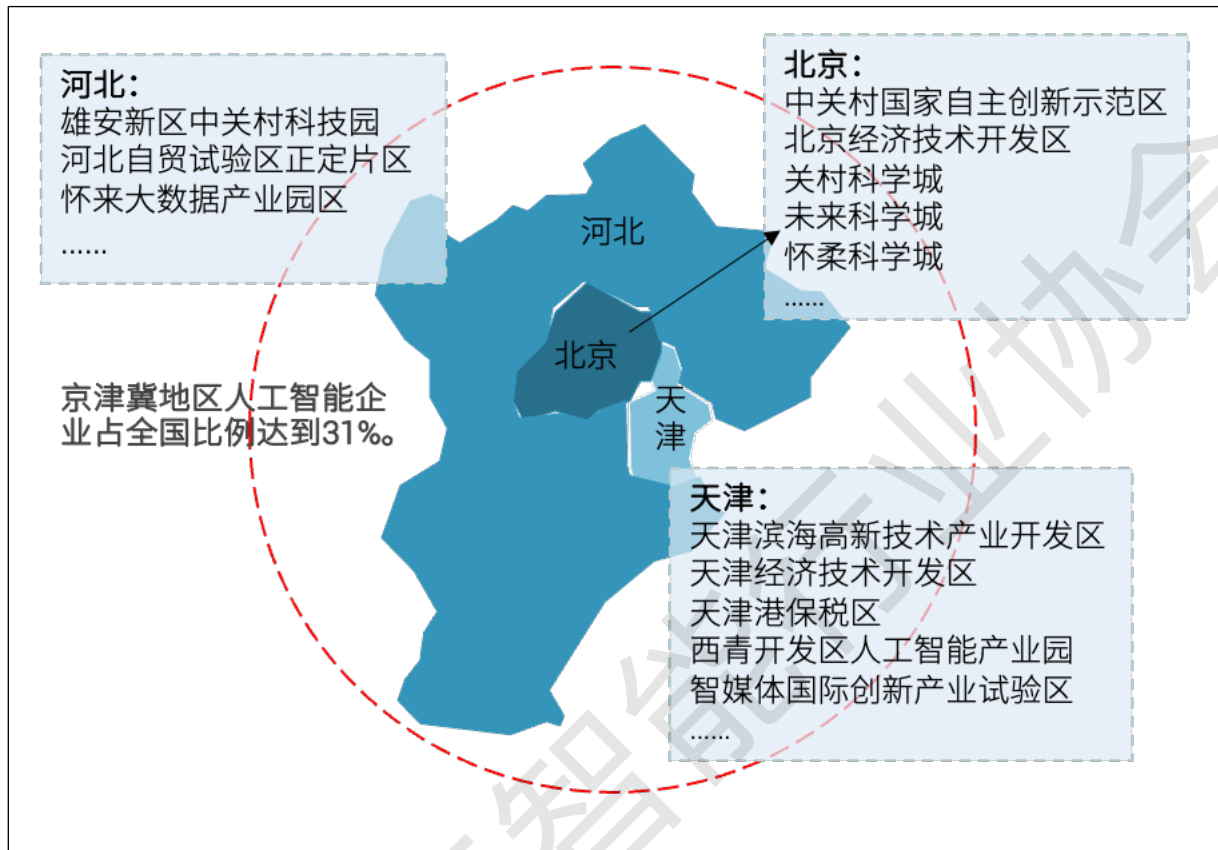 河北：
雄安新区中关村科技园
河北自贸试验区正定片区
怀来大数据产业园区
......
北京：
中关村国家自主创新示范区
北京经济技术开发区
关村科学城
未来科学城
怀柔科学城
......
河北
北京
天
津
京津冀地区人工智能企
业占全国比例达到31%。
天津：
天津滨海高新技术产业开发区
天津经济技术开发区
天津港保税区
西青开发区人工智能产业园
智媒体国际创新产业试验区
......
智能行业协会